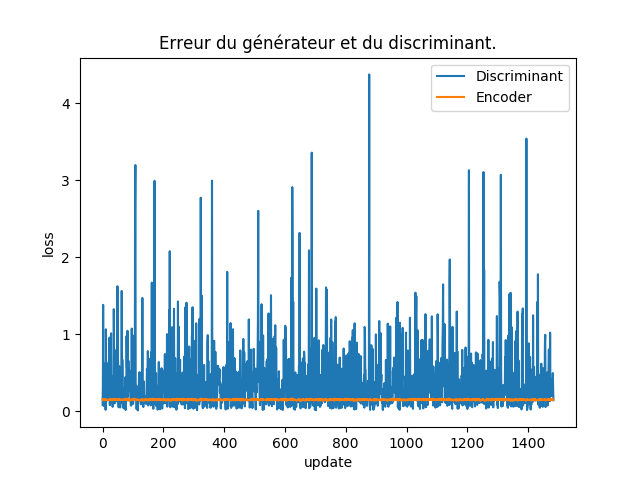 Erreur du générateur et du discriminant.
Discriminant
Encoder
4
3
2
1
0
loss
0 200 400 600 800 1000 1200 1400
update